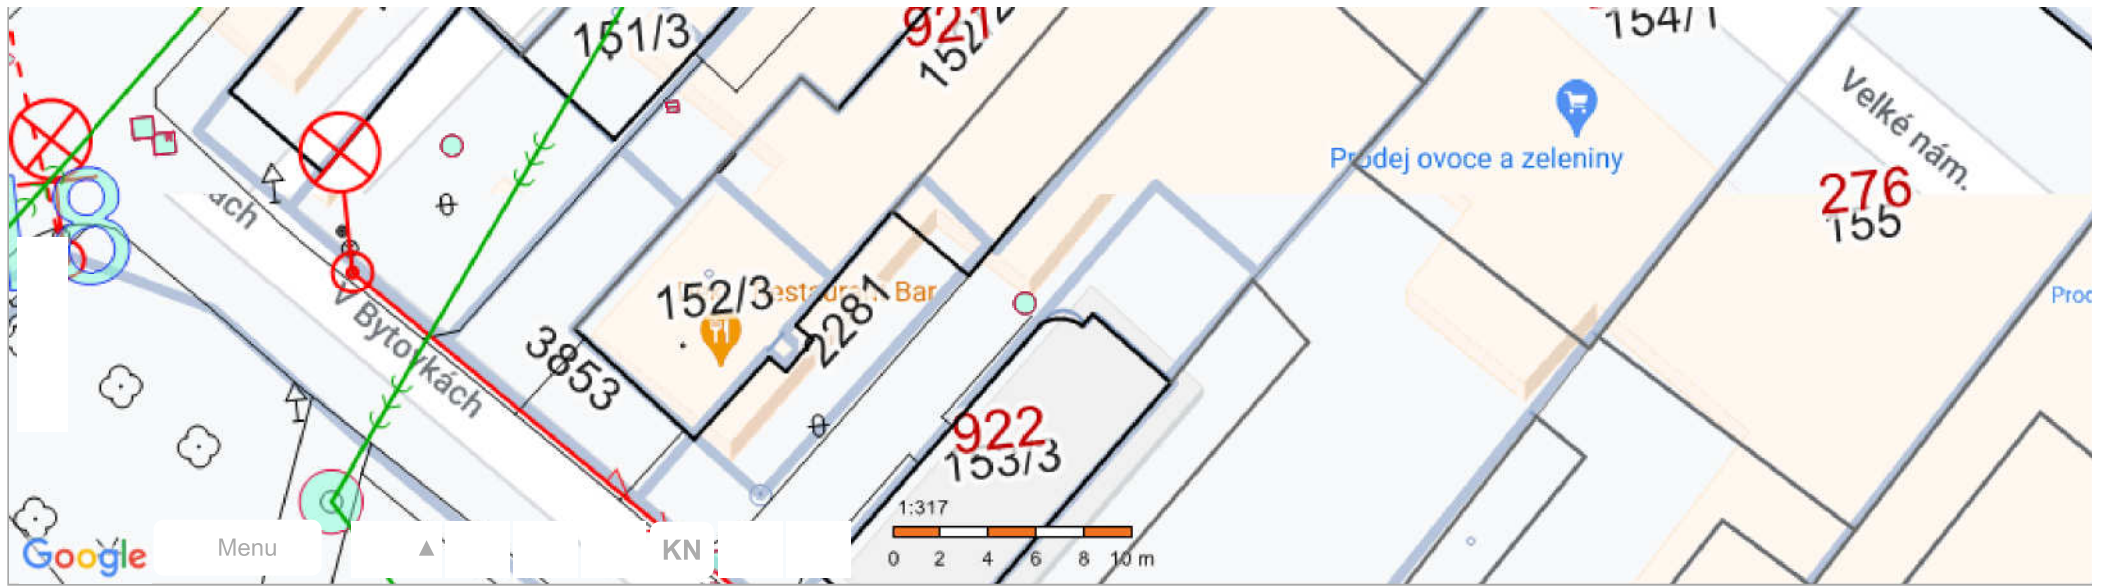 151/3
921
154/1
Velké nám.
Prodej ovoce a zeleniny
276
155
V Bytovkách
152/3
Bar
2281
3853
922
153/3
1:317
0 2 4 6 8 10 m
Google
Menu
▲
KN